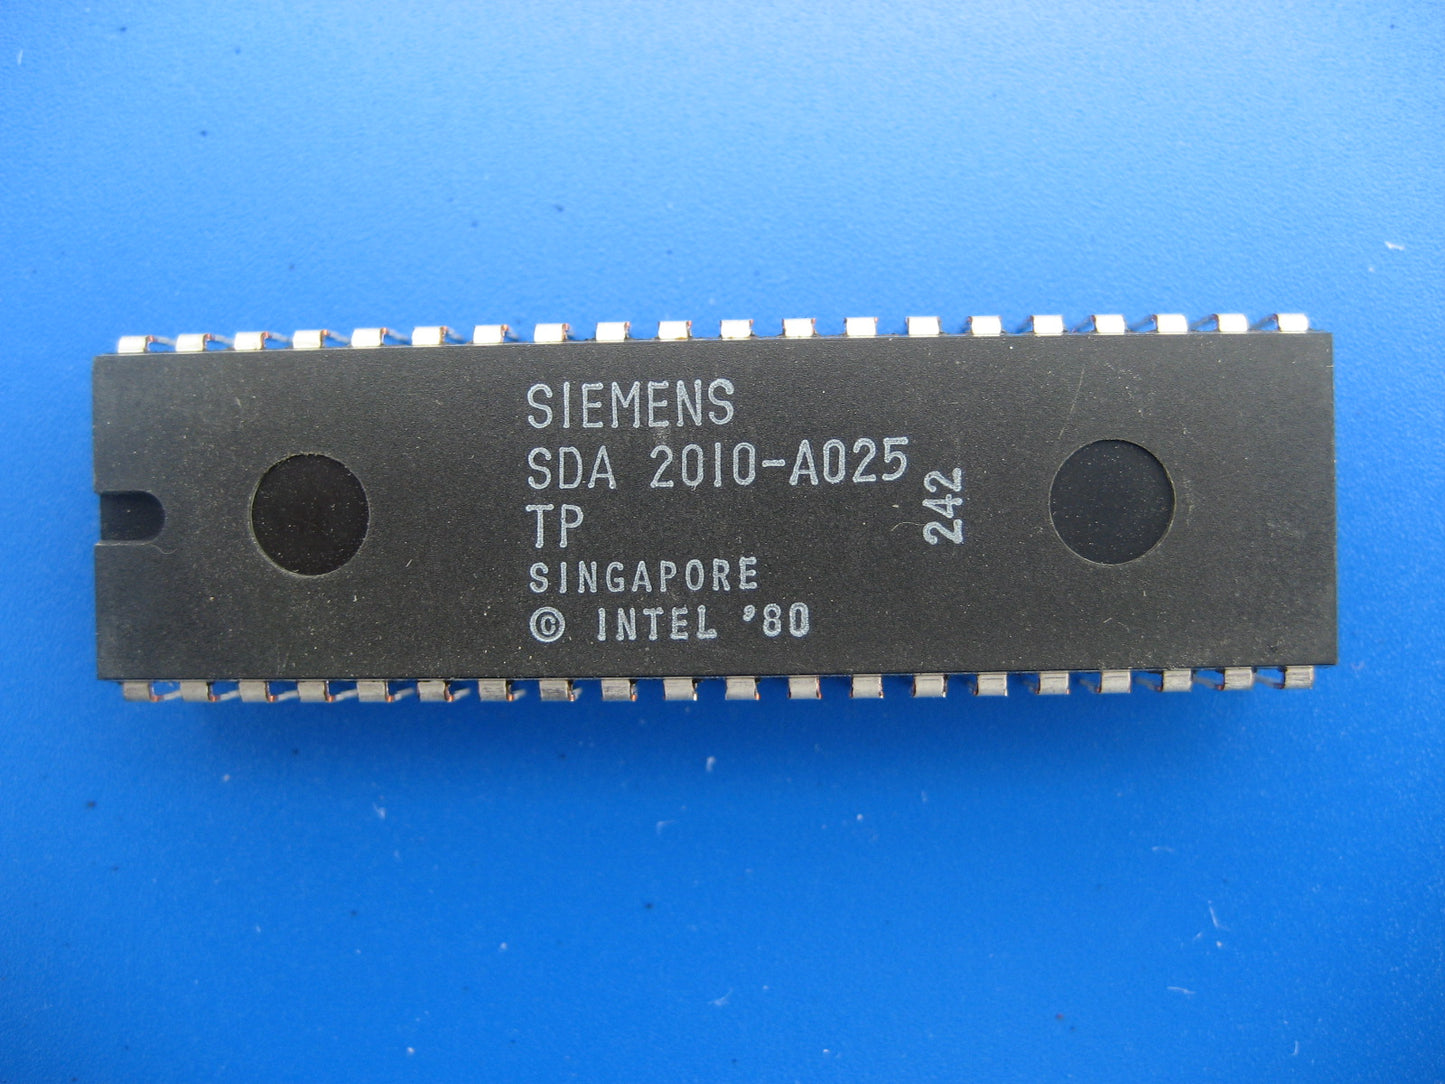 SIEMENS
SDA 2010-A025
TP
SINGAPORE
© INTEL '80
242